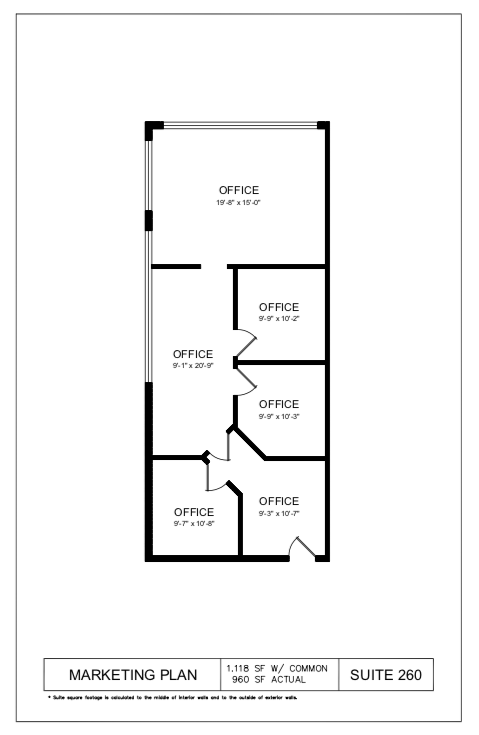 OFFICE
19'-8" x 15'-0"
OFFICE
9'-9" x 10'-2"
OFFICE
9'-1" x 20'-9"
OFFICE
9'-9" x 10'-3"
OFFICE
9'-3" x 10'-7"
OFFICE
9'-7" x 10'-8"
MARKETING PLAN
1,118 SF W/ COMMON
960 SF ACTUAL
SUITE 260
* Suite square footage is calculated to the middle of interior walls and to the outside of exterior walls.